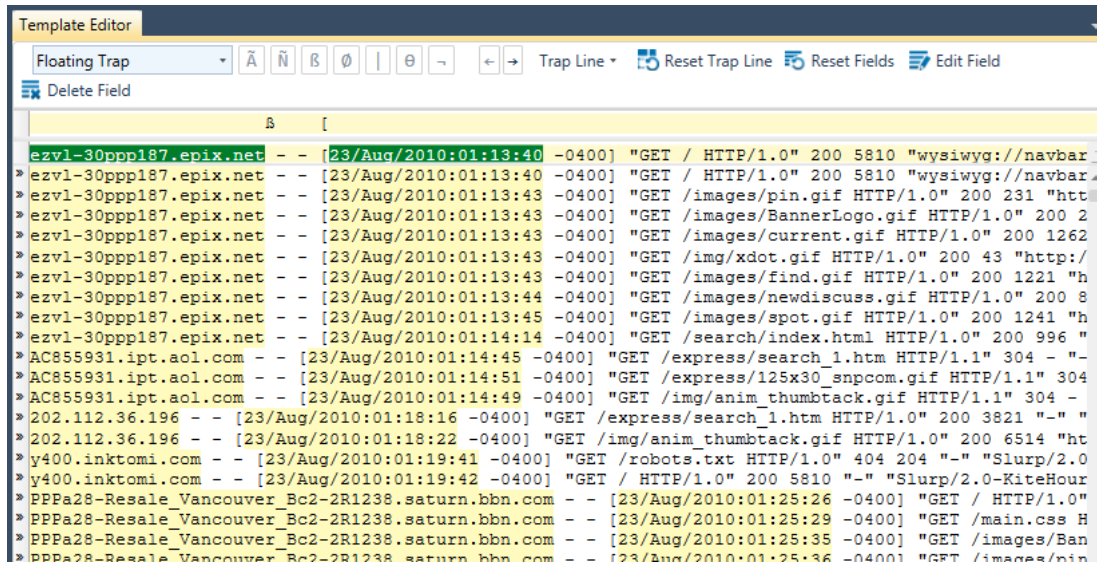 Template Editor
Floating Trap Ã Ñ ß Ø | θ ¬ ← → Trap Line Reset Trap Line Reset Fields Edit Field
Delete Field
ß [
ezvl-30ppp187.epix.net - - [23/Aug/2010:01:13:40 -0400] "GET / HTTP/1.0" 200 5810 "wysiwyg://navbar
» ezvl-30ppp187.epix.net - - [23/Aug/2010:01:13:40 -0400] "GET / HTTP/1.0" 200 5810 "wysiwyg://navbar
» ezvl-30ppp187.epix.net - - [23/Aug/2010:01:13:43 -0400] "GET /images/pin.gif HTTP/1.0" 200 231 "htt
» ezvl-30ppp187.epix.net - - [23/Aug/2010:01:13:43 -0400] "GET /images/BannerLogo.gif HTTP/1.0" 200 2
» ezvl-30ppp187.epix.net - - [23/Aug/2010:01:13:43 -0400] "GET /images/current.gif HTTP/1.0" 200 1262
» ezvl-30ppp187.epix.net - - [23/Aug/2010:01:13:43 -0400] "GET /img/xdot.gif HTTP/1.0" 200 43 "http:/
» ezvl-30ppp187.epix.net - - [23/Aug/2010:01:13:43 -0400] "GET /images/find.gif HTTP/1.0" 200 1221 "h
» ezvl-30ppp187.epix.net - - [23/Aug/2010:01:13:44 -0400] "GET /images/newdiscuss.gif HTTP/1.0" 200 8
» ezvl-30ppp187.epix.net - - [23/Aug/2010:01:13:45 -0400] "GET /images/spot.gif HTTP/1.0" 200 1241 "h
» ezvl-30ppp187.epix.net - - [23/Aug/2010:01:14:14 -0400] "GET /search/index.html HTTP/1.0" 200 996 "
» AC855931.ipt.aol.com - - [23/Aug/2010:01:14:45 -0400] "GET /express/search_1.htm HTTP/1.1" 304 - "-
» AC855931.ipt.aol.com - - [23/Aug/2010:01:14:51 -0400] "GET /express/125x30_snpcom.gif HTTP/1.1" 304
» AC855931.ipt.aol.com - - [23/Aug/2010:01:14:49 -0400] "GET /img/anim_thumbtack.gif HTTP/1.1" 304 -
» 202.112.36.196 - - [23/Aug/2010:01:18:16 -0400] "GET /express/search_1.htm HTTP/1.0" 200 3821 "-" "
» 202.112.36.196 - - [23/Aug/2010:01:18:22 -0400] "GET /img/anim_thumbtack.gif HTTP/1.0" 200 6514 "ht
» y400.inktomi.com - - [23/Aug/2010:01:19:41 -0400] "GET /robots.txt HTTP/1.0" 404 204 "-" "Slurp/2.0
» y400.inktomi.com - - [23/Aug/2010:01:19:42 -0400] "GET / HTTP/1.0" 200 5810 "-" "Slurp/2.0-KiteHour
» PPPa28-Resale_Vancouver_Bc2-2R1238.saturn.bbn.com - - [23/Aug/2010:01:25:26 -0400] "GET / HTTP/1.0"
» PPPa28-Resale_Vancouver_Bc2-2R1238.saturn.bbn.com - - [23/Aug/2010:01:25:29 -0400] "GET /main.css H
» PPPa28-Resale_Vancouver_Bc2-2R1238.saturn.bbn.com - - [23/Aug/2010:01:25:35 -0400] "GET /images/Ban
» PPPa28-Resale_Vancouver_Bc2-2R1238.saturn.bbn.com - - [23/Aug/2010:01:25:36 -0400] "GET /images/pin